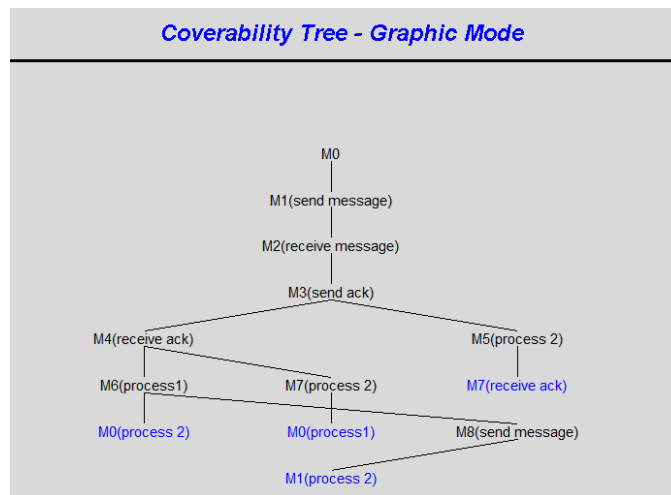 Coverability Tree - Graphic Mode
M0
M1(send message)
M2(receive message)
M3(send ack)
M4(receive ack) M5(process 2)
M6(process1) M7(process 2) M7(receive ack)
M0(process 2) M0(process1) M8(send message)
M1(process 2)